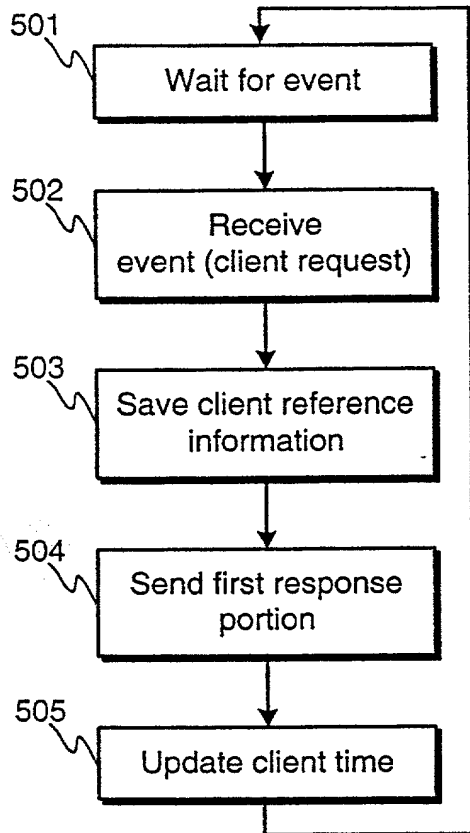 501
Wait for event
502
Receive
event (client request)
503
Save client reference
information
504
Send first response
portion
505
Update client time